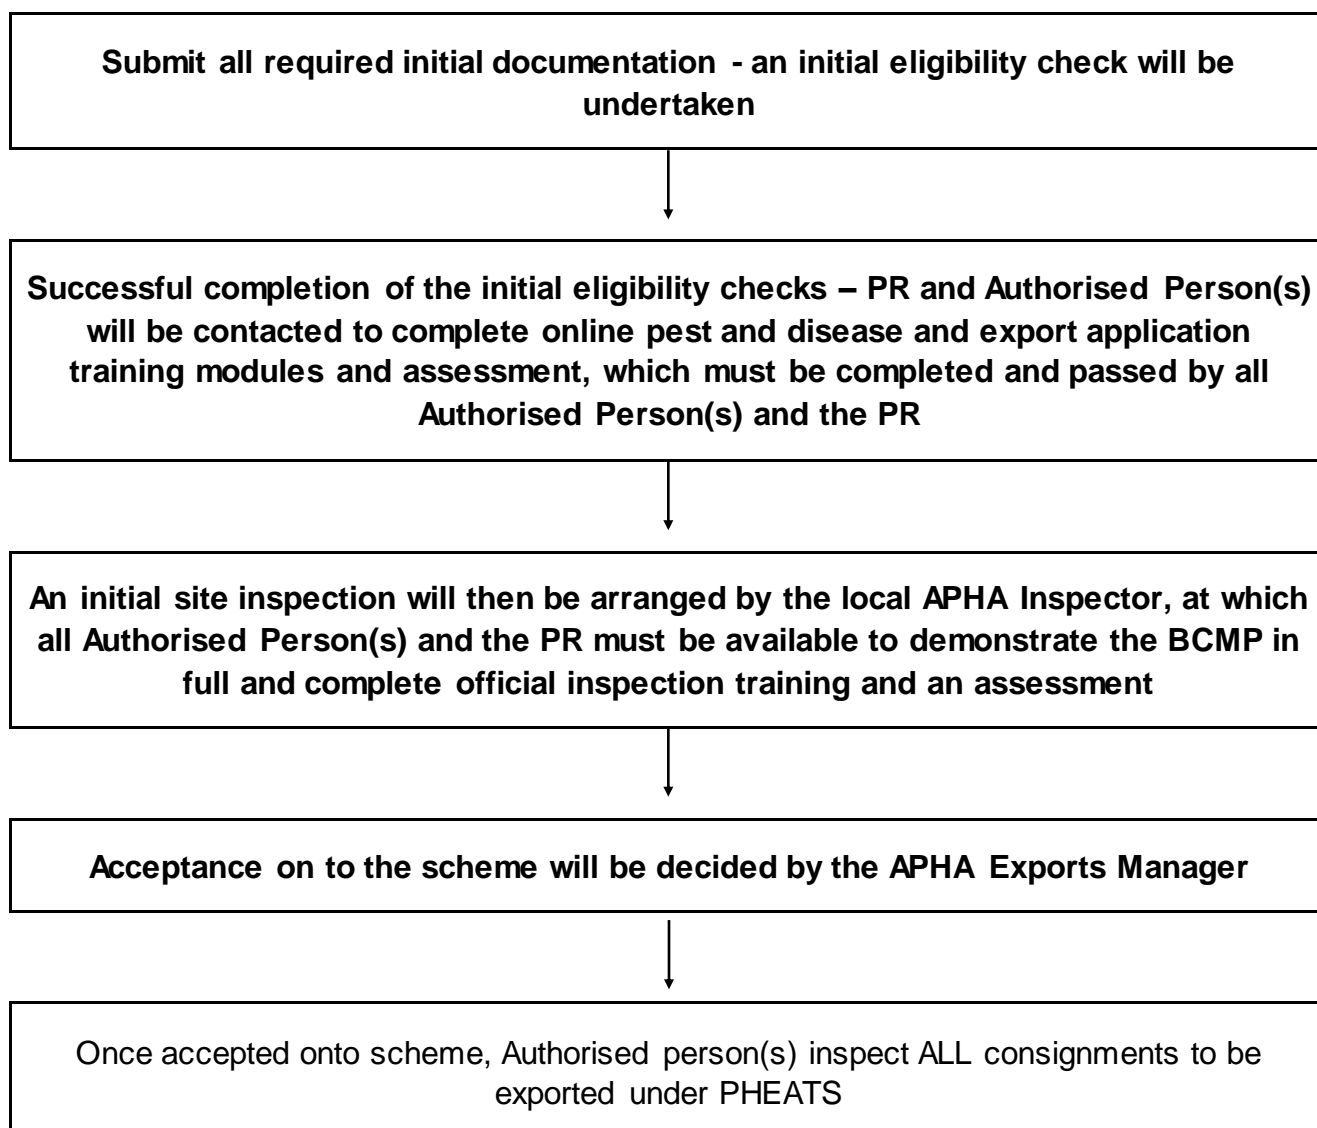 Submit all required initial documentation - an initial eligibility check will be
undertaken
Successful completion of the initial eligibility checks – PR and Authorised Person(s)
will be contacted to complete online pest and disease and export application
training modules and assessment, which must be completed and passed by all
Authorised Person(s) and the PR
An initial site inspection will then be arranged by the local APHA Inspector, at which
all Authorised Person(s) and the PR must be available to demonstrate the BCMP in
full and complete official inspection training and an assessment
Acceptance on to the scheme will be decided by the APHA Exports Manager
Once accepted onto scheme, Authorised person(s) inspect ALL consignments to be
exported under PHEATS